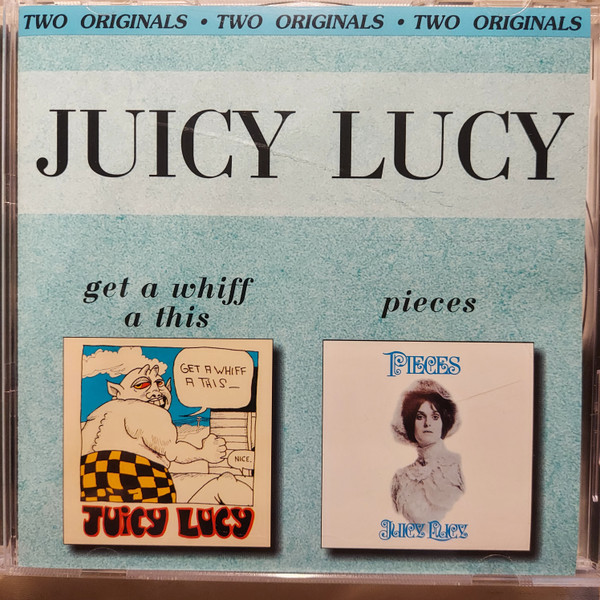 TWO ORIGINALS • TWO ORIGINALS • TWO ORIGINALS
JUICY LUCY
get a whiff
a this
GET A WHIFF
A THIS_
NICE.
JUICY LUCY
pieces
PIECES
JUICY LUCY